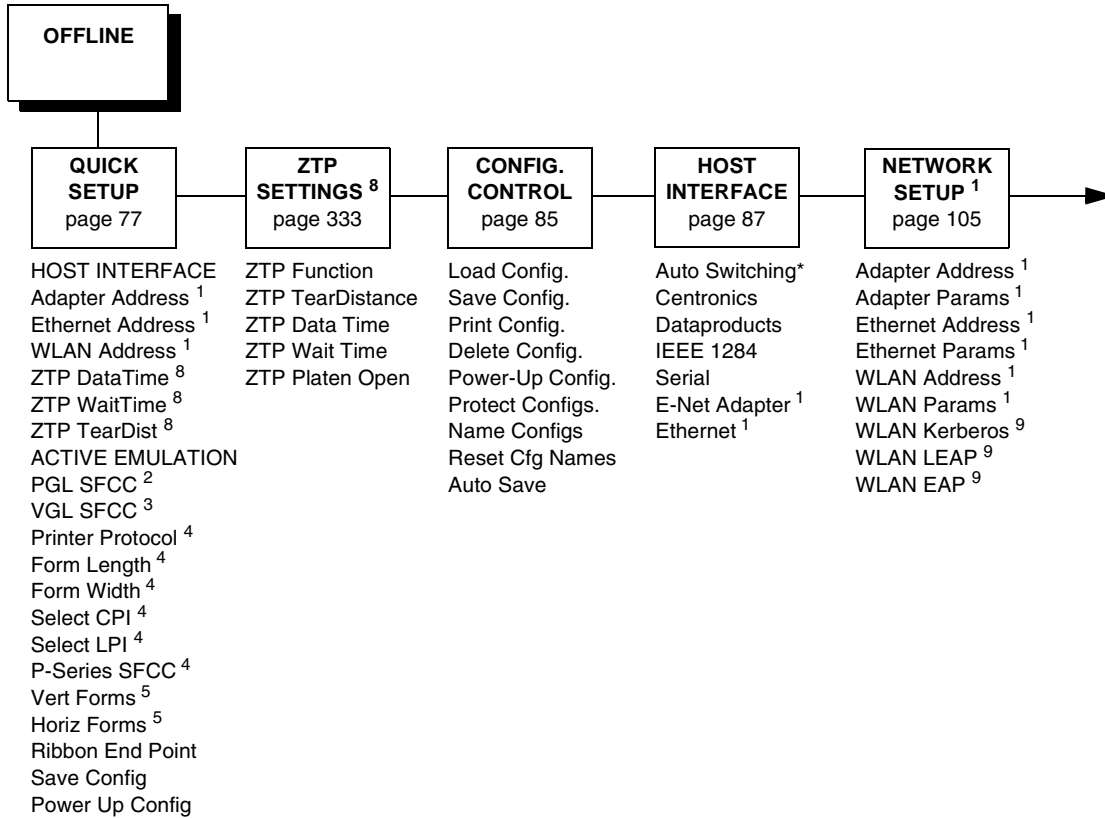 OFFLINE
QUICK
SETUP
page 77
ZTP
SETTINGS 8
page 333
CONFIG.
CONTROL
page 85
HOST
INTERFACE
page 87
NETWORK
SETUP 1
page 105
HOST INTERFACE
Adapter Address 1
Ethernet Address 1
WLAN Address 1
ZTP DataTime 8
ZTP WaitTime 8
ZTP TearDist 8
ACTIVE EMULATION
PGL SFCC 2
VGL SFCC 3
Printer Protocol 4
Form Length 4
Form Width 4
Select CPI 4
Select LPI 4
P-Series SFCC 4
Vert Forms 5
Horiz Forms 5
Ribbon End Point
Save Config
Power Up Config
ZTP Function
ZTP TearDistance
ZTP Data Time
ZTP Wait Time
ZTP Platen Open
Load Config.
Save Config.
Print Config.
Delete Config.
Power-Up Config.
Protect Configs.
Name Configs
Reset Cfg Names
Auto Save
Auto Switching*
Centronics
Dataproducts
IEEE 1284
Serial
E-Net Adapter 1
Ethernet 1
Adapter Address 1
Adapter Params 1
Ethernet Address 1
Ethernet Params 1
WLAN Address 1
WLAN Params 1
WLAN Kerberos 9
WLAN LEAP 9
WLAN EAP 9